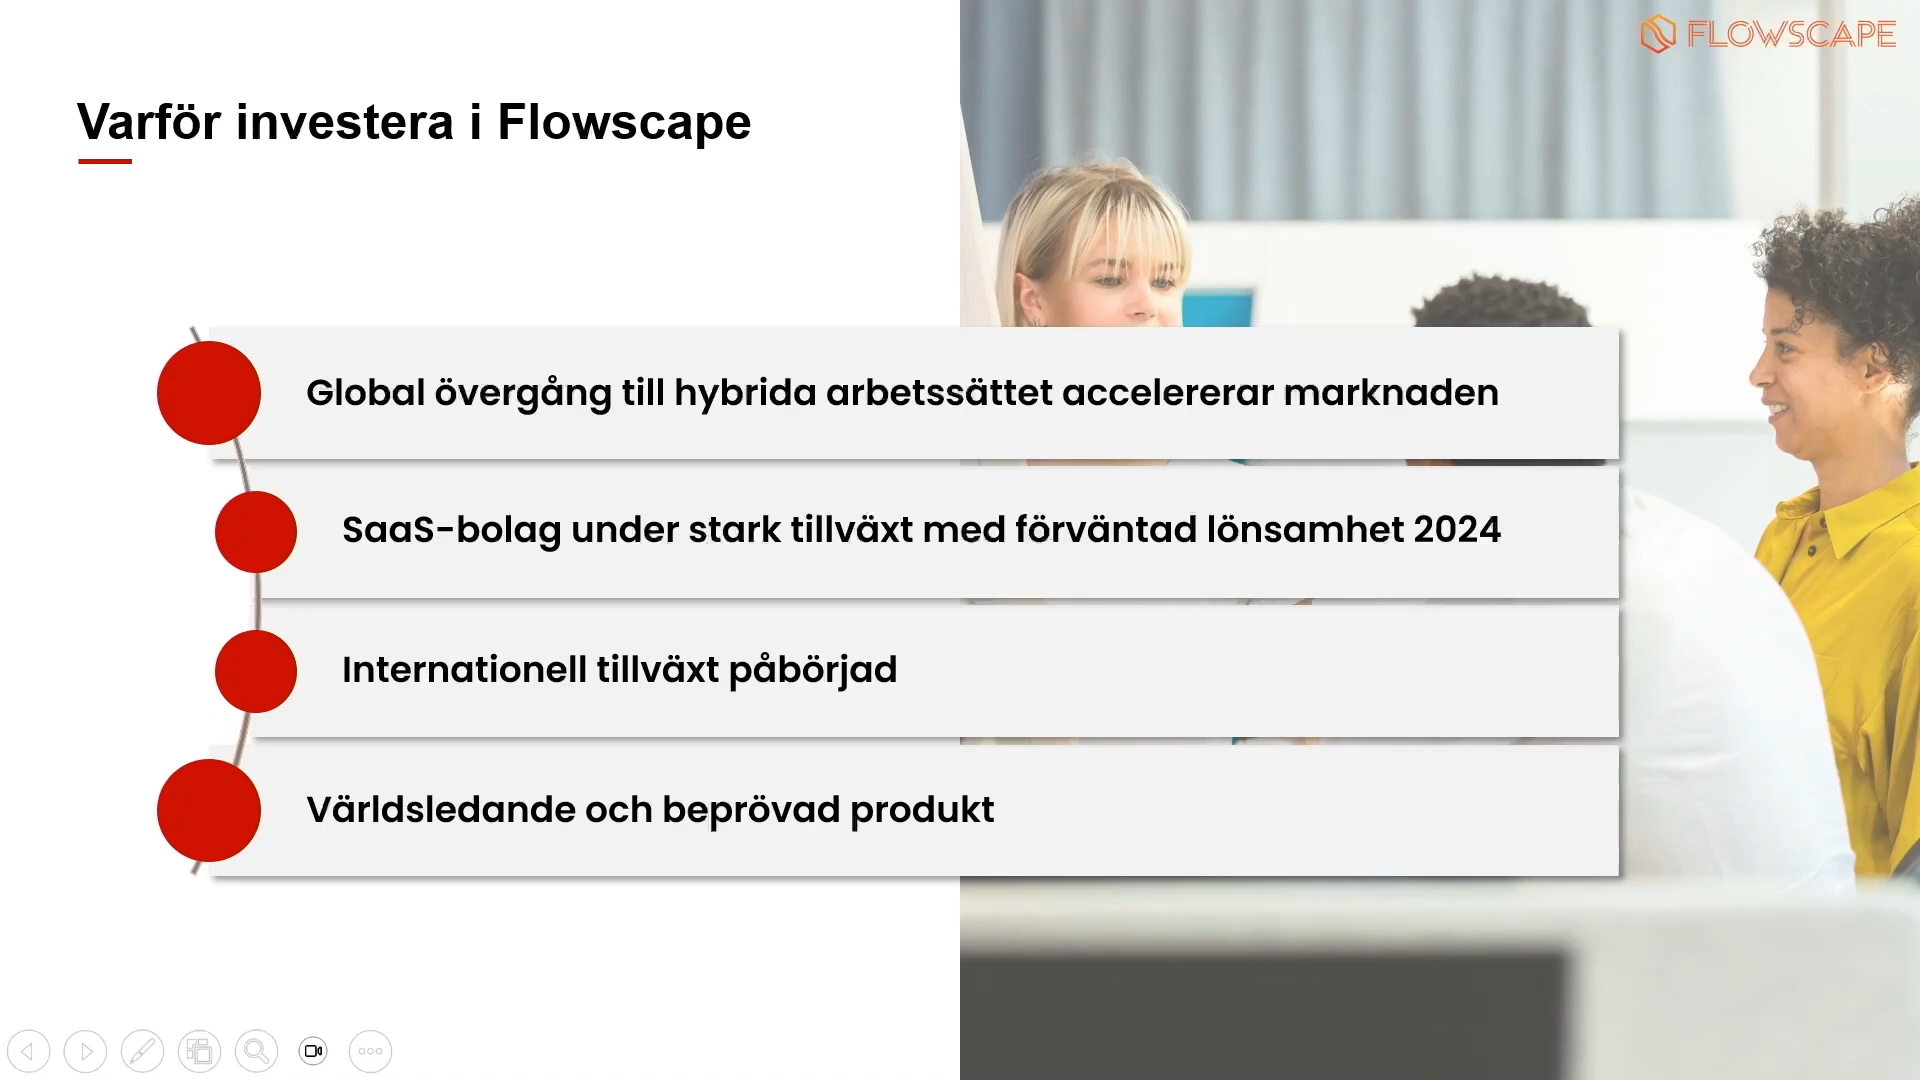 FLOWSCAPE
Varför investera i Flowscape
Global övergång till hybrida arbetssättet accelererar marknaden
SaaS-bolag under stark tillväxt med förväntad lönsamhet 2024
Internationell tillväxt påbörjad
Världsledande och beprövad produkt